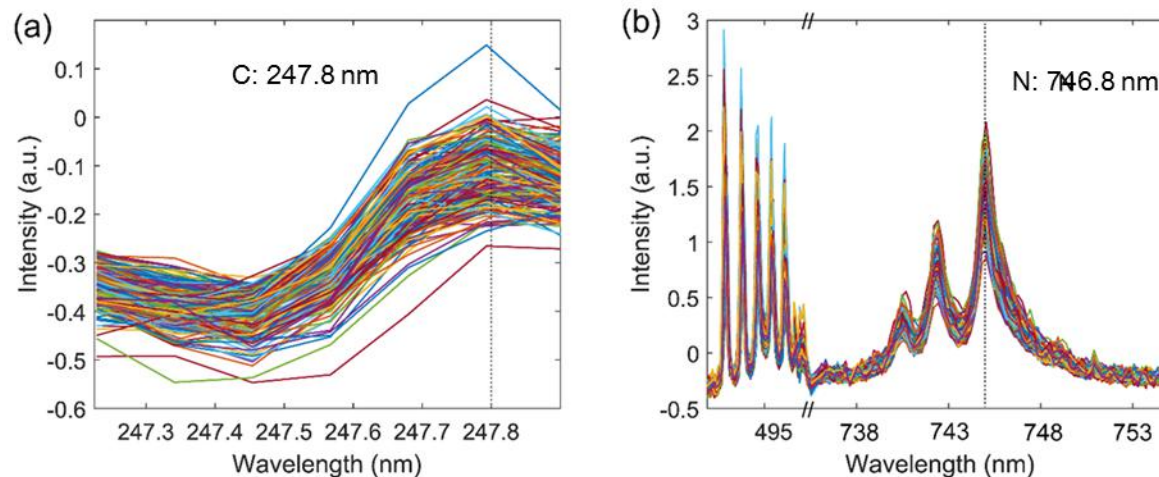 (a)
C: 247.8 nm
0.1
0
-0.1
-0.2
-0.3
-0.4
-0.5
-0.6
Intensity (a.u.)
247.3 247.4 247.5 247.6 247.7 247.8
Wavelength (nm)
(b)
//
N: 746.8 nm
3
2.5
2
1.5
1
0.5
0
-0.5
Intensity (a.u.)
//
495 738 743 748 753
Wavelength (nm)